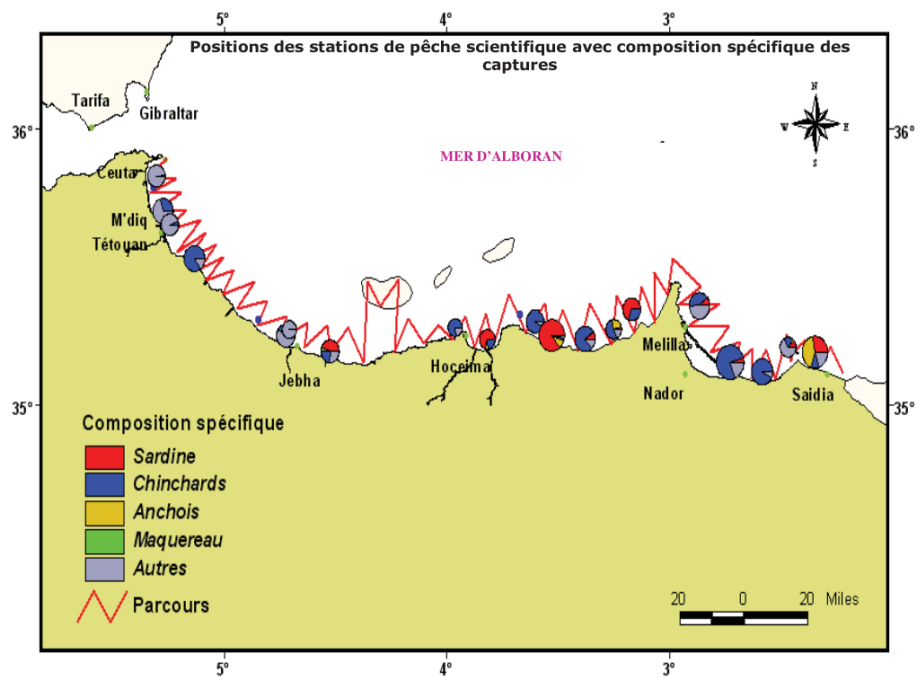 5° 4° 3°
Positions des stations de pêche scientifique avec composition spécifique des
captures
Tarifa
Gibraltar
N
W E
S
36° 36°
MER D'ALBORAN
Ceuta
M'diq
Tétouan
Jebha
Hoceima
Melilla
Nador
Saidia
35° 35°
Composition spécifique
Sardine
Chinchards
Anchois
Maquereau
Autres
Parcours
20 0 20 Miles
5° 4° 3°